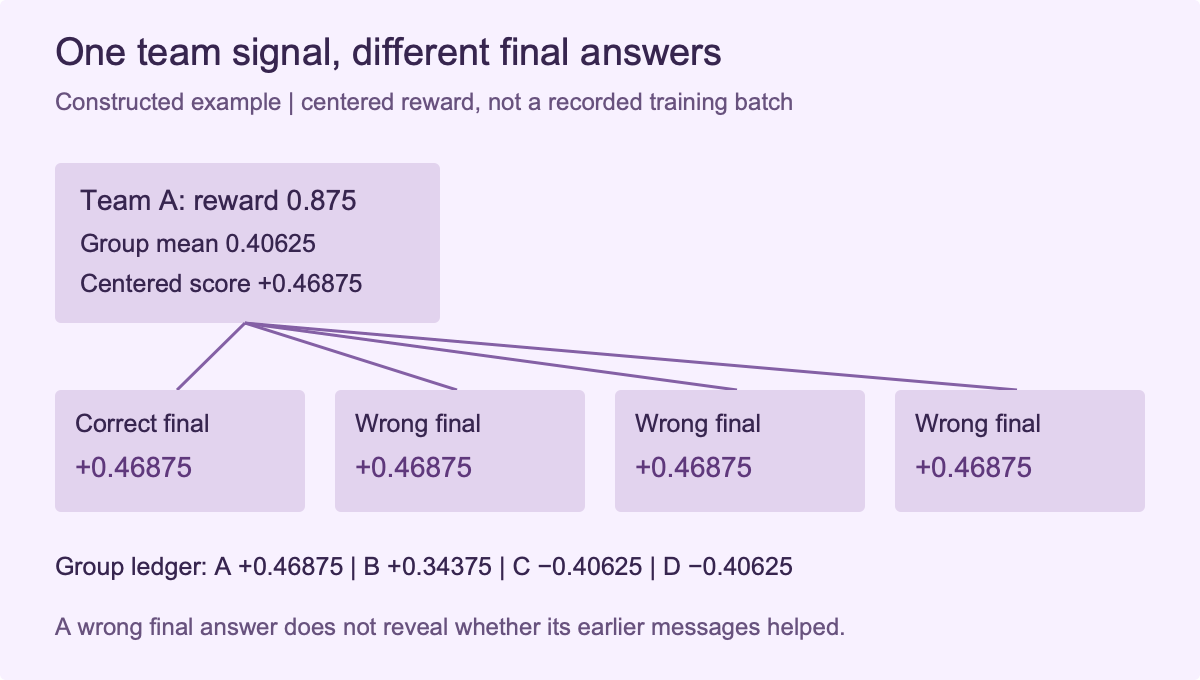 One team signal, different final answers
Constructed example | centered reward, not a recorded training batch
Team A: reward 0.875
Group mean 0.40625
Centered score +0.46875
Correct final
+0.46875
Wrong final
+0.46875
Wrong final
+0.46875
Wrong final
+0.46875
Group ledger: A +0.46875 | B +0.34375 | C −0.40625 | D −0.40625
A wrong final answer does not reveal whether its earlier messages helped.